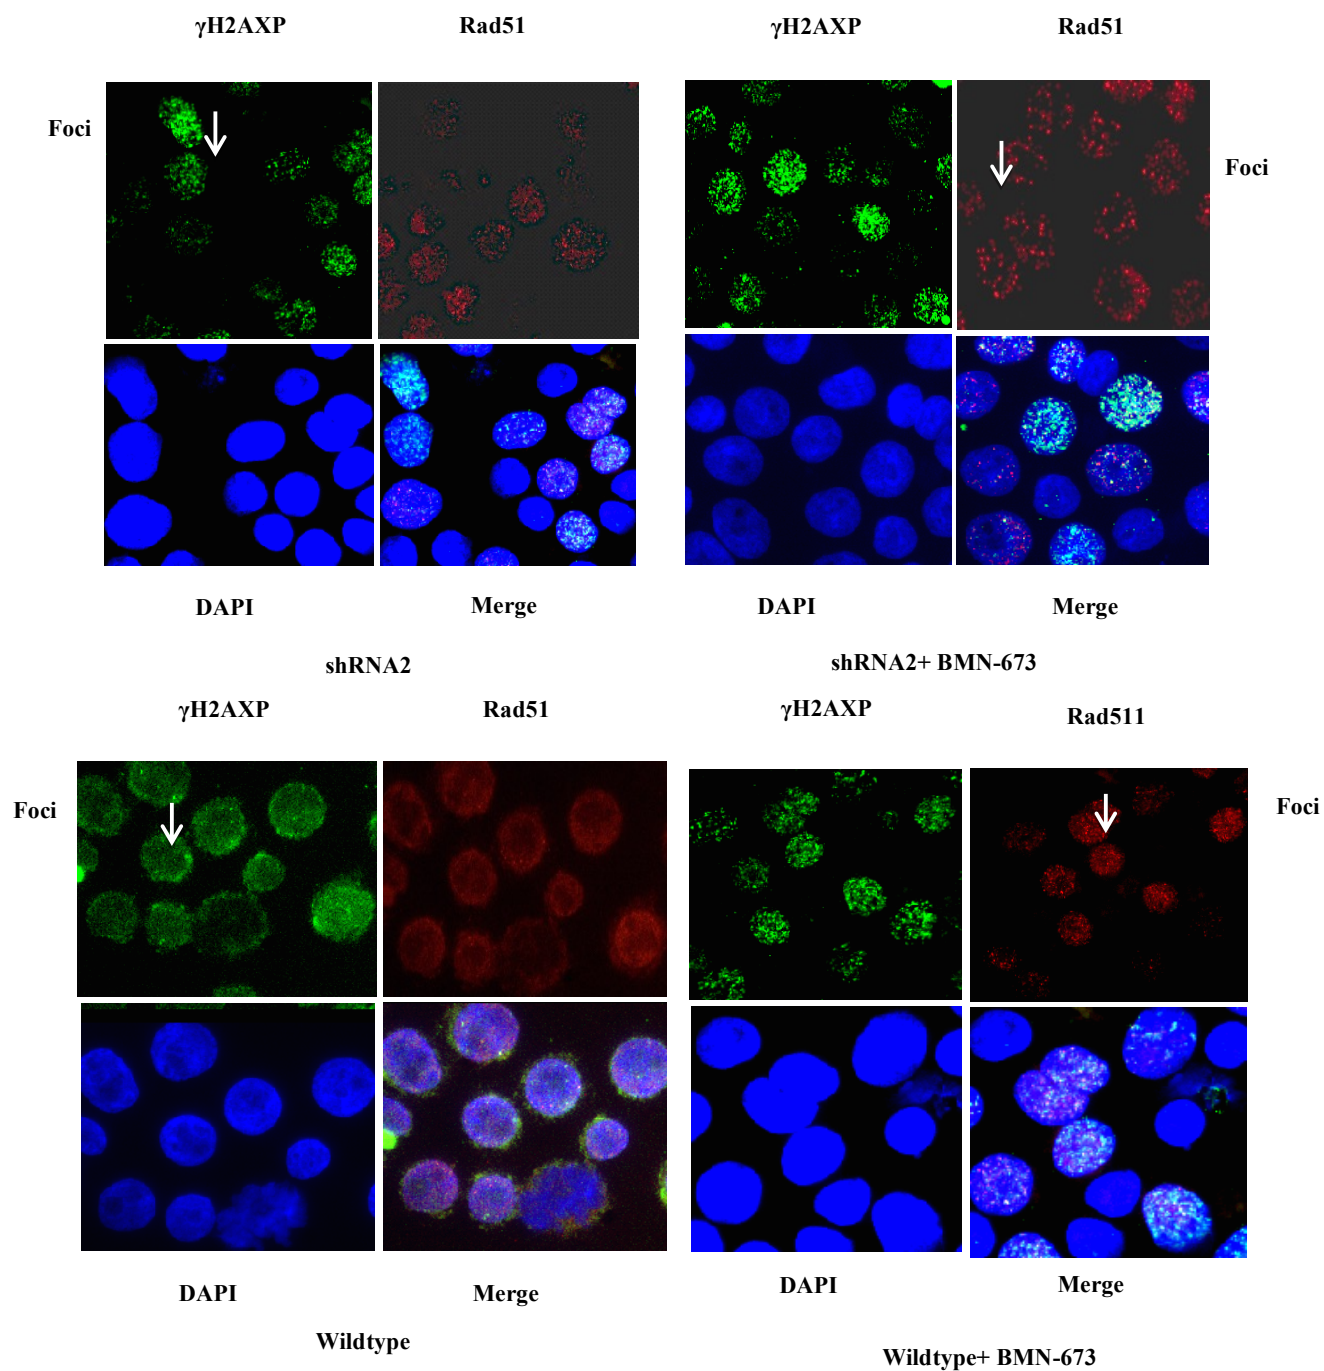 γH2AXP Rad51 γH2AXP Rad51
Foci
Foci
DAPI Merge DAPI Merge
shRNA2 shRNA2+ BMN-673
γH2AXP Rad51 γH2AXP Rad511
Foci Foci
DAPI Merge DAPI Merge
Wildtype Wildtype+ BMN-673